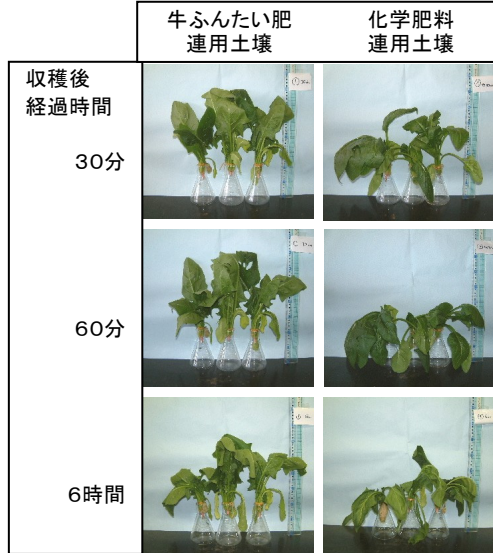 牛ふんたい肥
連用土壌
化学肥料
連用土壌
収穫後
経過時間
30分
60分
6時間